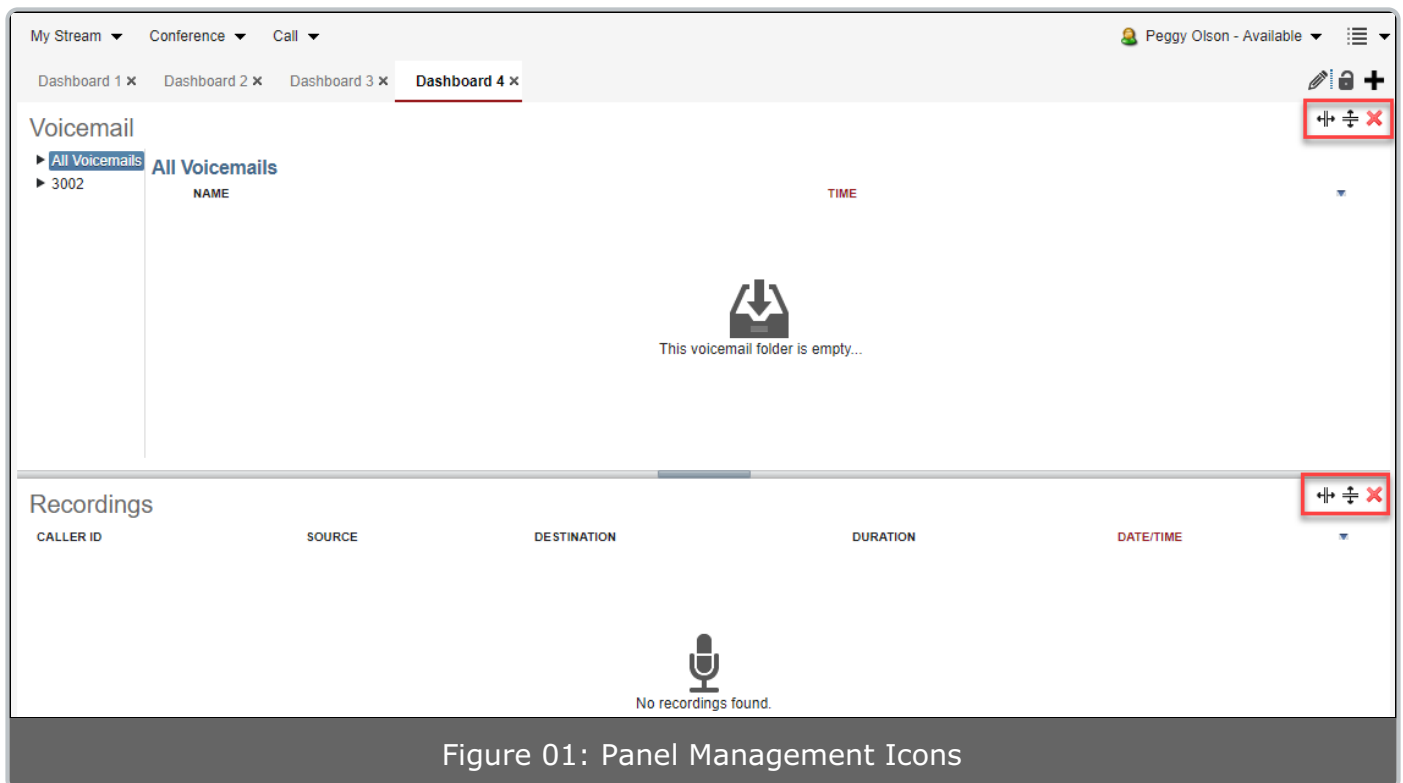 My Stream Conference Call Peggy Olson - Available
Dashboard 1 Dashboard 2 Dashboard 3 Dashboard 4
Voicemail
All Voicemails
All Voicemails
3002
NAME TIME
This voicemail folder is empty...
Recordings
CALLER ID SOURCE DESTINATION DURATION DATE/TIME
No recordings found.
Figure 01: Panel Management Icons